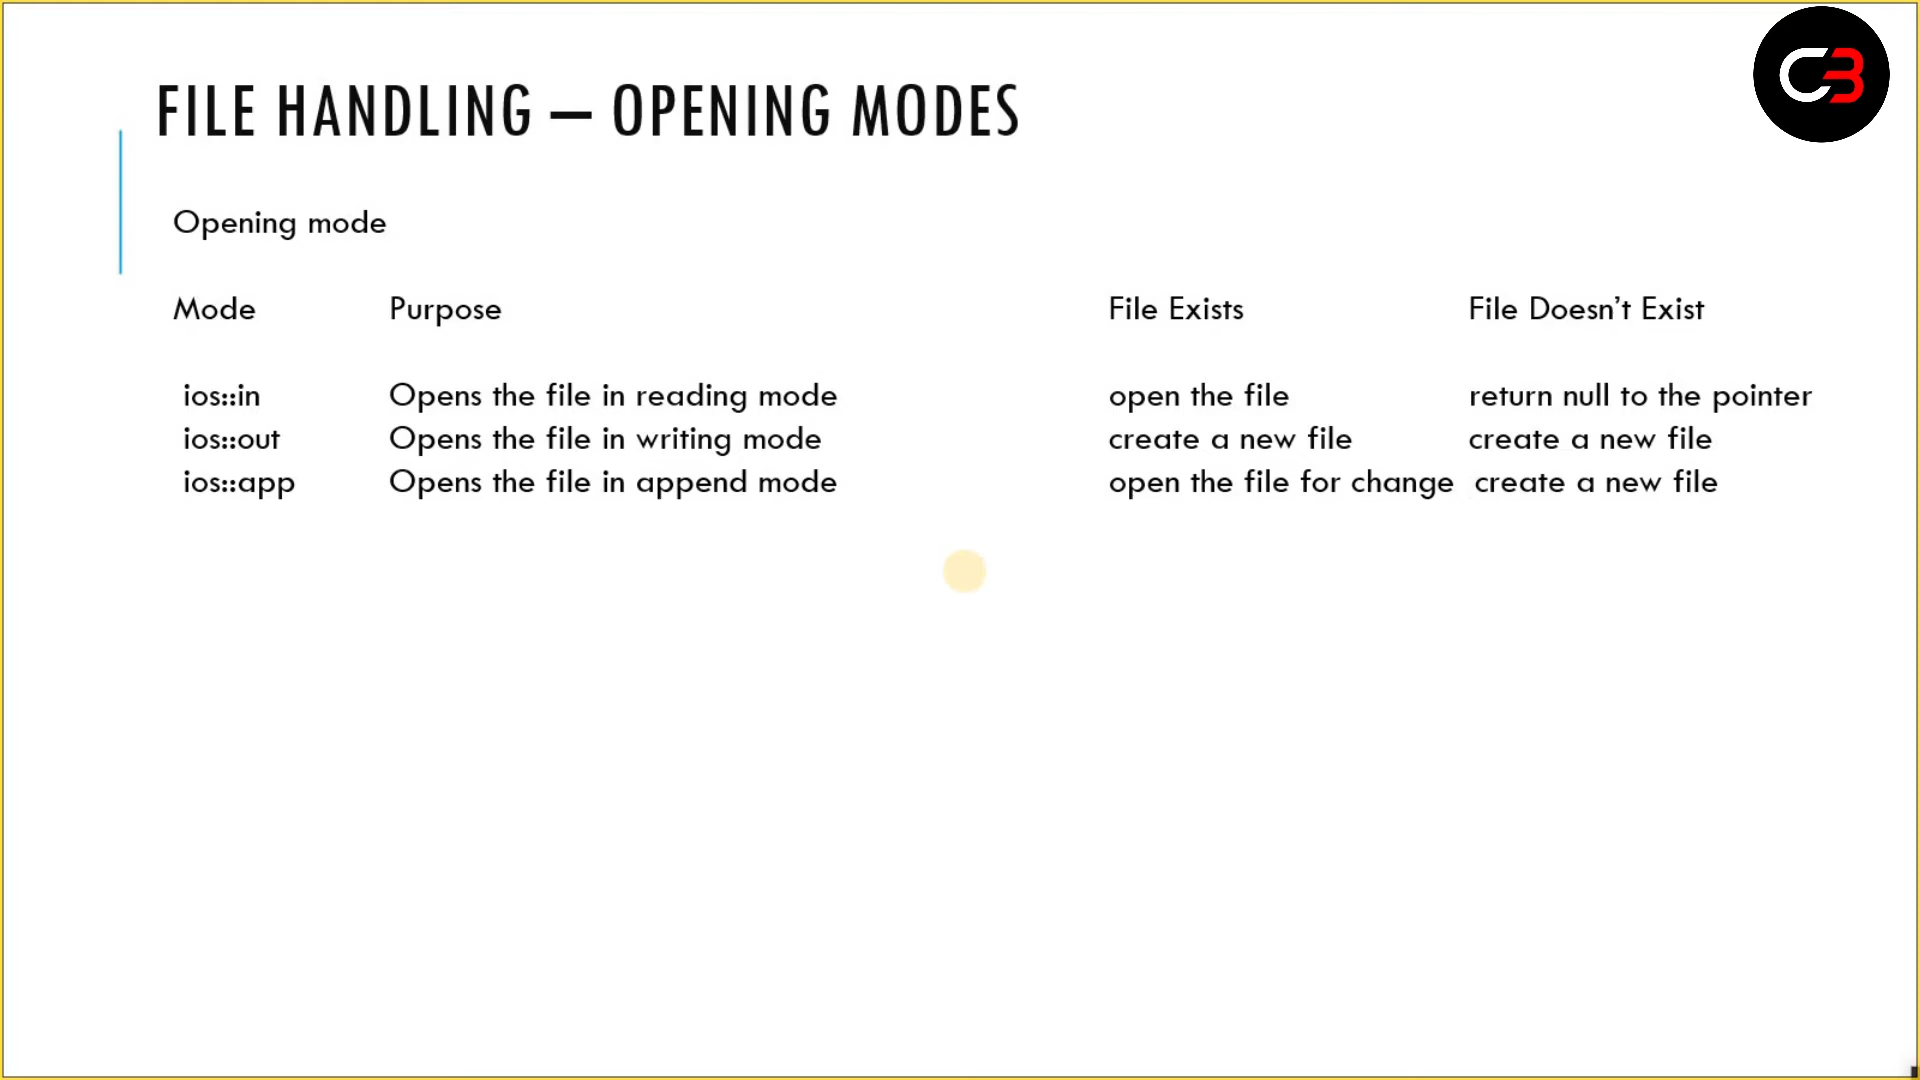 FILE HANDLING – OPENING MODES
C3
Opening mode
Mode Purpose File Exists File Doesn’t Exist
ios::in Opens the file in reading mode open the file return null to the pointer
ios::out Opens the file in writing mode create a new file create a new file
ios::app Opens the file in append mode open the file for change create a new file